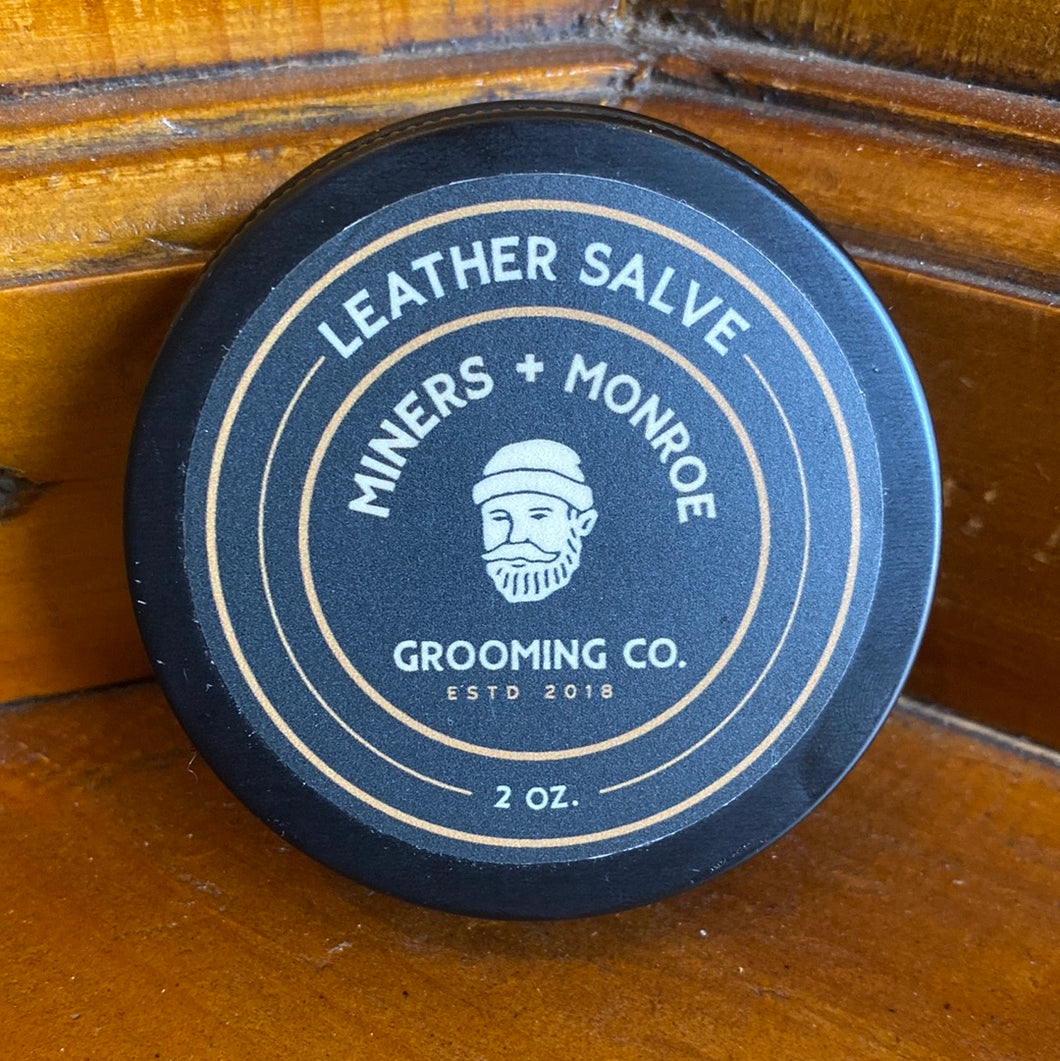 LEATHER SALVE
MINERS + MONROE
GROOMING CO.
ESTD 2018
2 OZ.